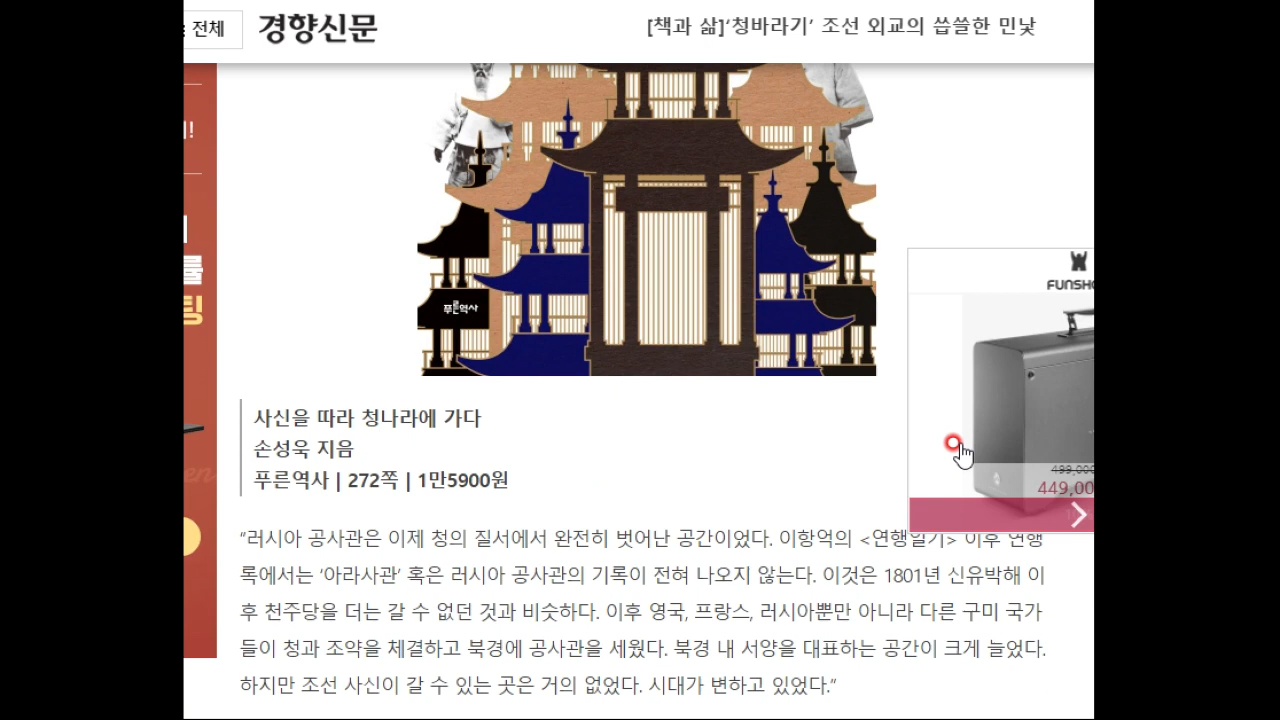 전체
경향신문
[책과 삶]‘청바라기’ 조선 외교의 씁쓸한 민낯
푸른역사
FUNSH
499,000
449,00
사신을 따라 청나라에 가다
손성욱 지음
푸른역사 | 272쪽 | 1만5900원
“러시아 공사관은 이제 청의 질서에서 완전히 벗어난 공간이었다. 이항억의 <연행일기> 이후 연행
록에서는 ‘아라사관’ 혹은 러시아 공사관의 기록이 전혀 나오지 않는다. 이것은 1801년 신유박해 이
후 천주당을 더는 갈 수 없던 것과 비슷하다. 이후 영국, 프랑스, 러시아뿐만 아니라 다른 구미 국가
들이 청과 조약을 체결하고 북경에 공사관을 세웠다. 북경 내 서양을 대표하는 공간이 크게 늘었다.
하지만 조선 사신이 갈 수 있는 곳은 거의 없었다. 시대가 변하고 있었다.”